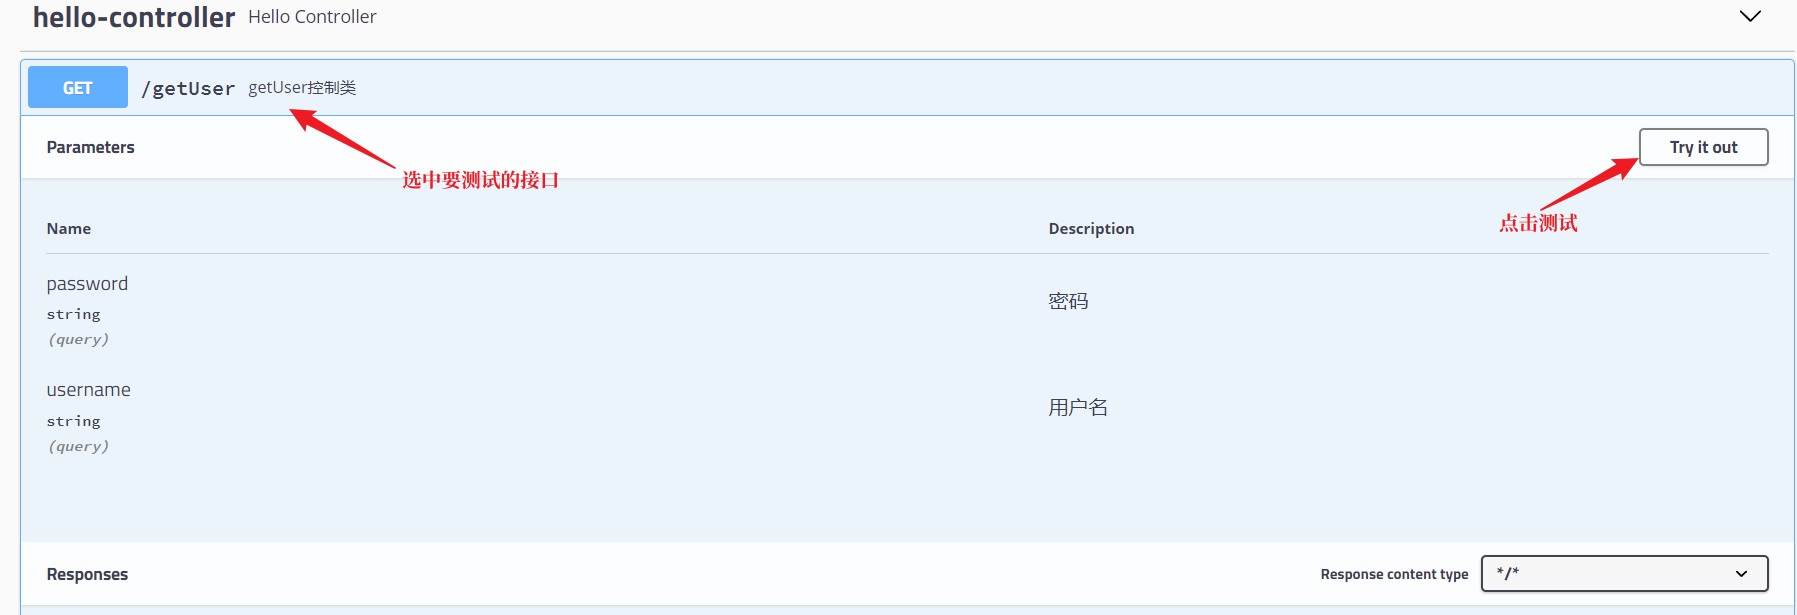 hello-controller Hello Controller
GET /getUser getUser控制类
Parameters Try it out
选中要测试的接口
点击测试
Name Description
password
string
(query)
密码
username
string
(query)
用户名
Responses Response content type */*